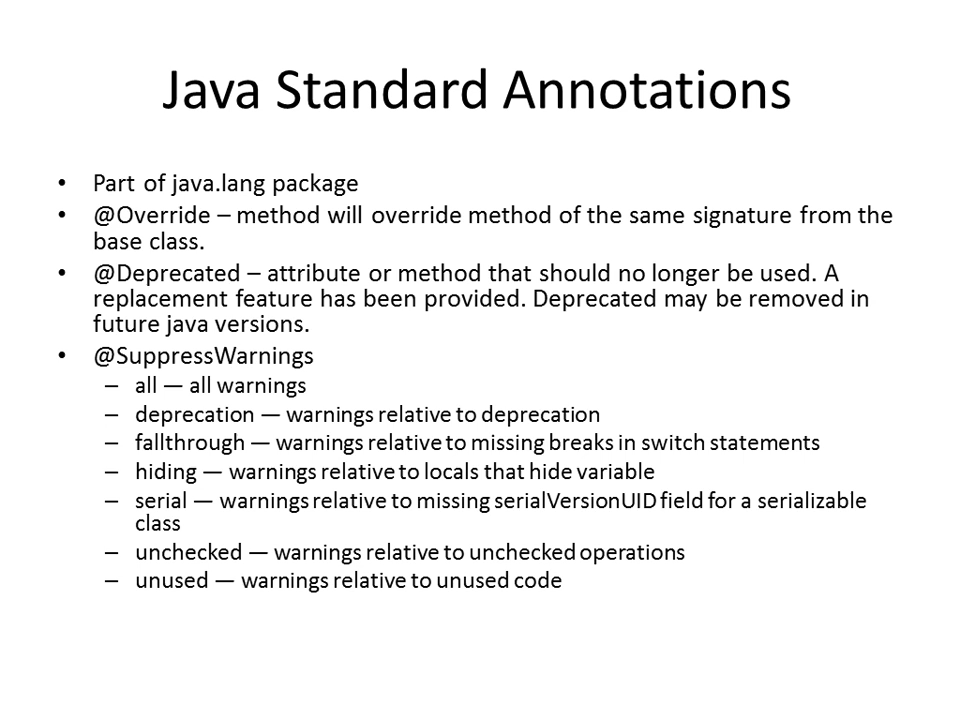 Java Standard Annotations
• Part of java.lang package
• @Override – method will override method of the same signature from the
base class.
• @Deprecated – attribute or method that should no longer be used. A
replacement feature has been provided. Deprecated may be removed in
future java versions.
• @SuppressWarnings
– all — all warnings
– deprecation — warnings relative to deprecation
– fallthrough — warnings relative to missing breaks in switch statements
– hiding — warnings relative to locals that hide variable
– serial — warnings relative to missing serialVersionUID field for a serializable
class
– unchecked — warnings relative to unchecked operations
– unused — warnings relative to unused code